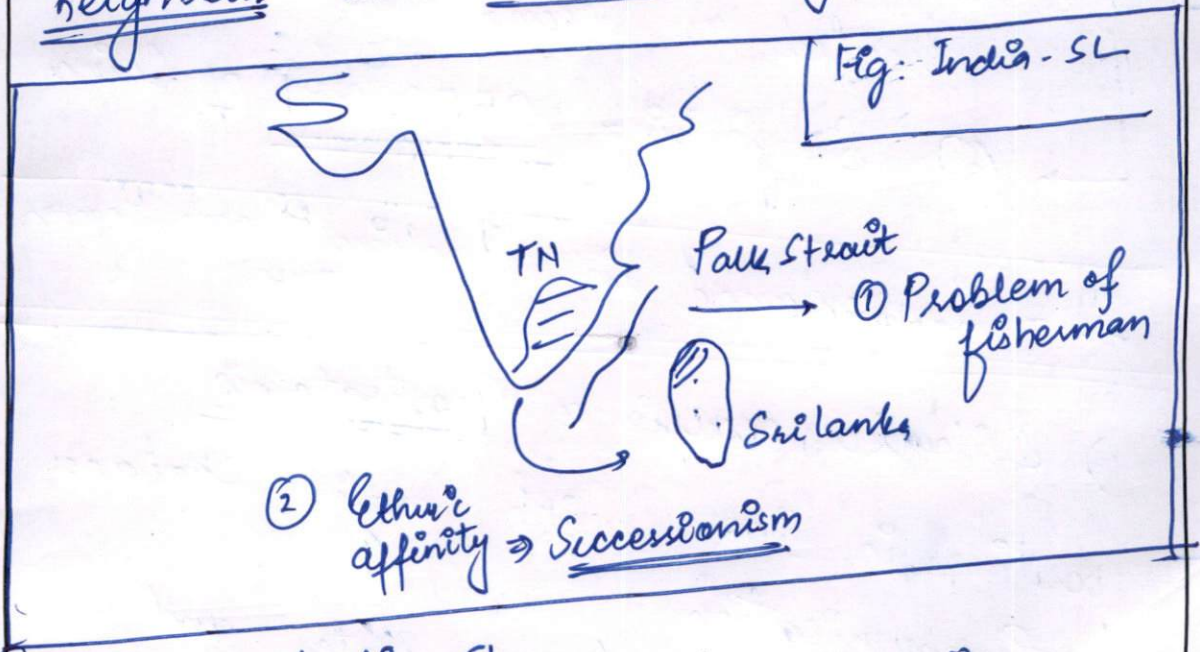 Fig: India - SL
TN
Palk Strait
① Problem of
fisherman
Srilanka
② Ethnic
affinity ⇒ Seccessionism